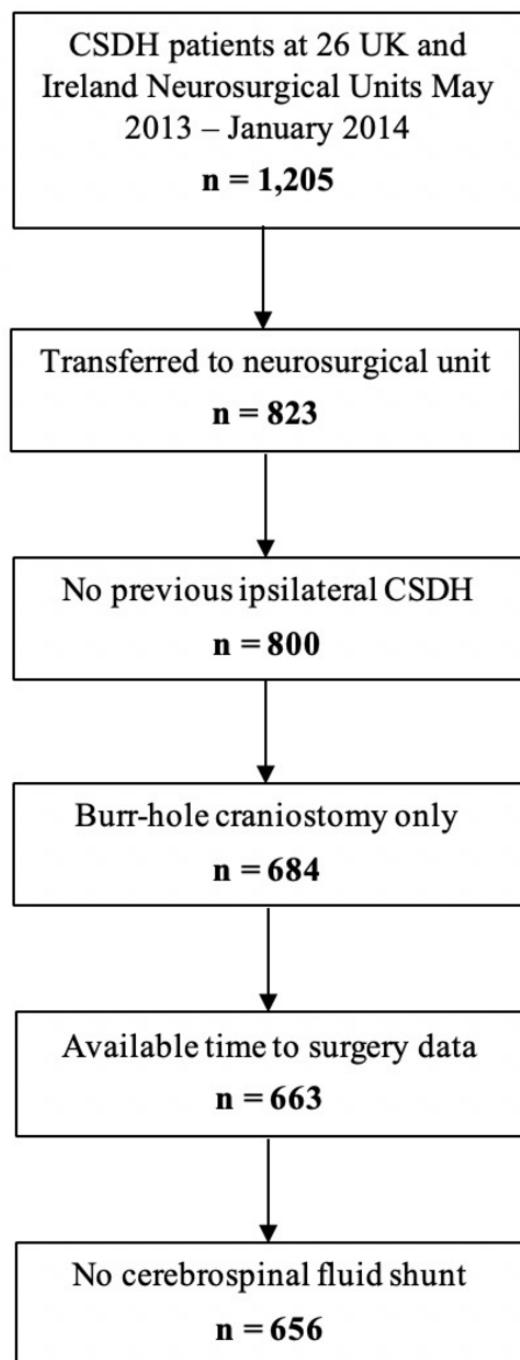 CSDH patients at 26 UK and
Ireland Neurosurgical Units May
2013 – January 2014
n = 1,205
Transferred to neurosurgical unit
n = 823
No previous ipsilateral CSDH
n = 800
Burr-hole craniostomy only
n = 684
Available time to surgery data
n = 663
No cerebrospinal fluid shunt
n = 656